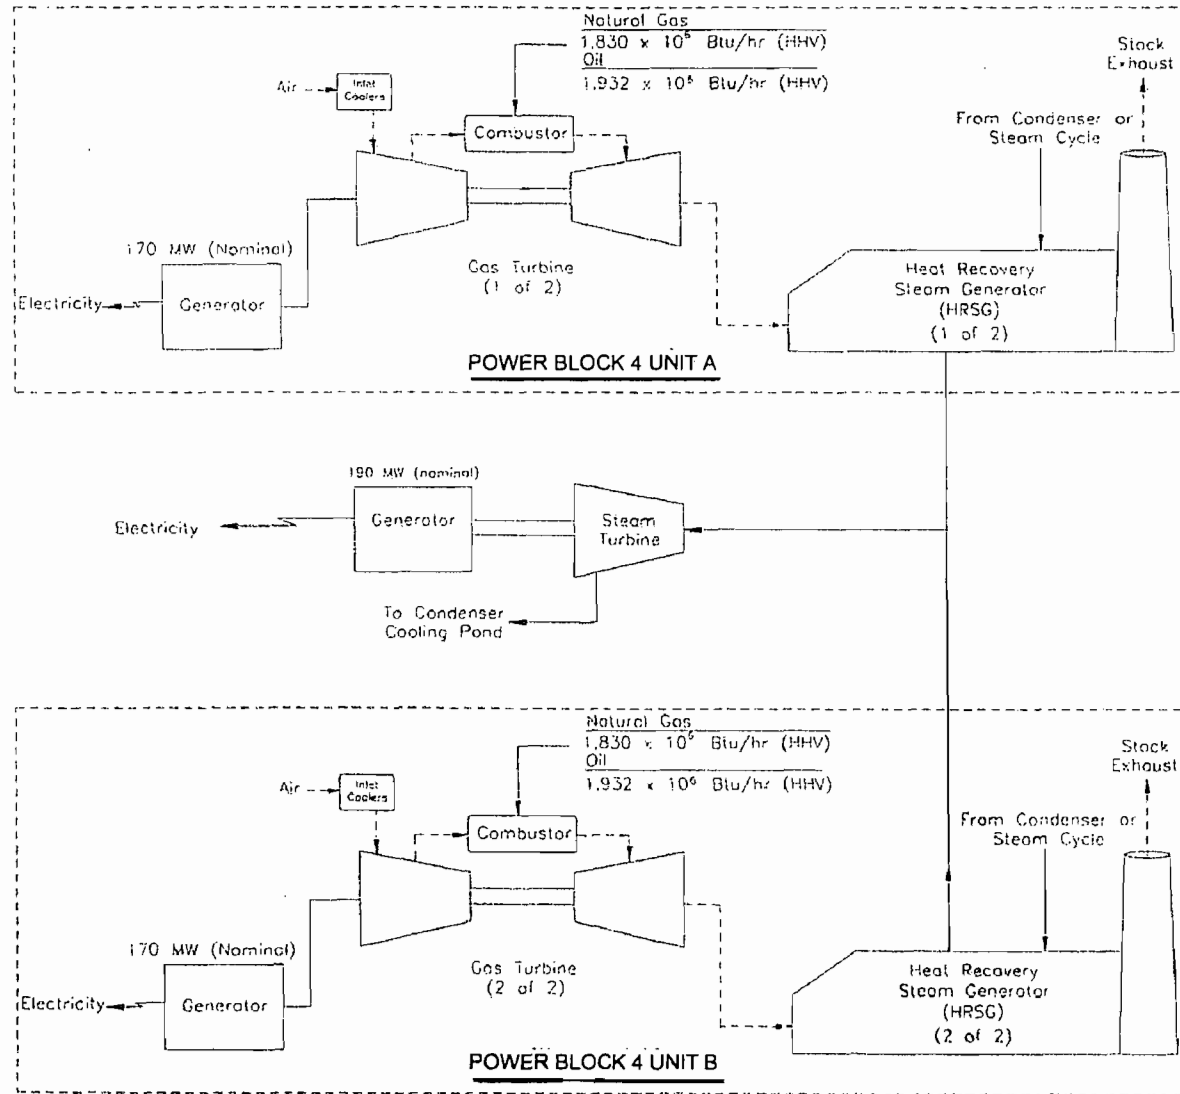 Natural Gas
1,830 x 10⁶ Btu/hr (HHV)
Oil
1,932 x 10⁶ Btu/hr (HHV)
Stack
Exhaust
Air
Inlet
Coolers
Combustor
From Condenser or
Steam Cycle
170 MW (Nominal)
Electricity
Generator
Gas Turbine
(1 of 2)
Heat Recovery
Steam Generator
(HRSG)
(1 of 2)
POWER BLOCK 4 UNIT A
190 MW (nominal)
Electricity
Generator
Steam
Turbine
To Condenser
Cooling Pond
Natural Gas
1,830 x 10⁶ Btu/hr (HHV)
Oil
1,932 x 10⁶ Btu/hr (HHV)
Stack
Exhaust
Air
Inlet
Coolers
Combustor
From Condenser or
Steam Cycle
170 MW (Nominal)
Electricity
Generator
Gas Turbine
(2 of 2)
Heat Recovery
Steam Generator
(HRSG)
(2 of 2)
POWER BLOCK 4 UNIT B